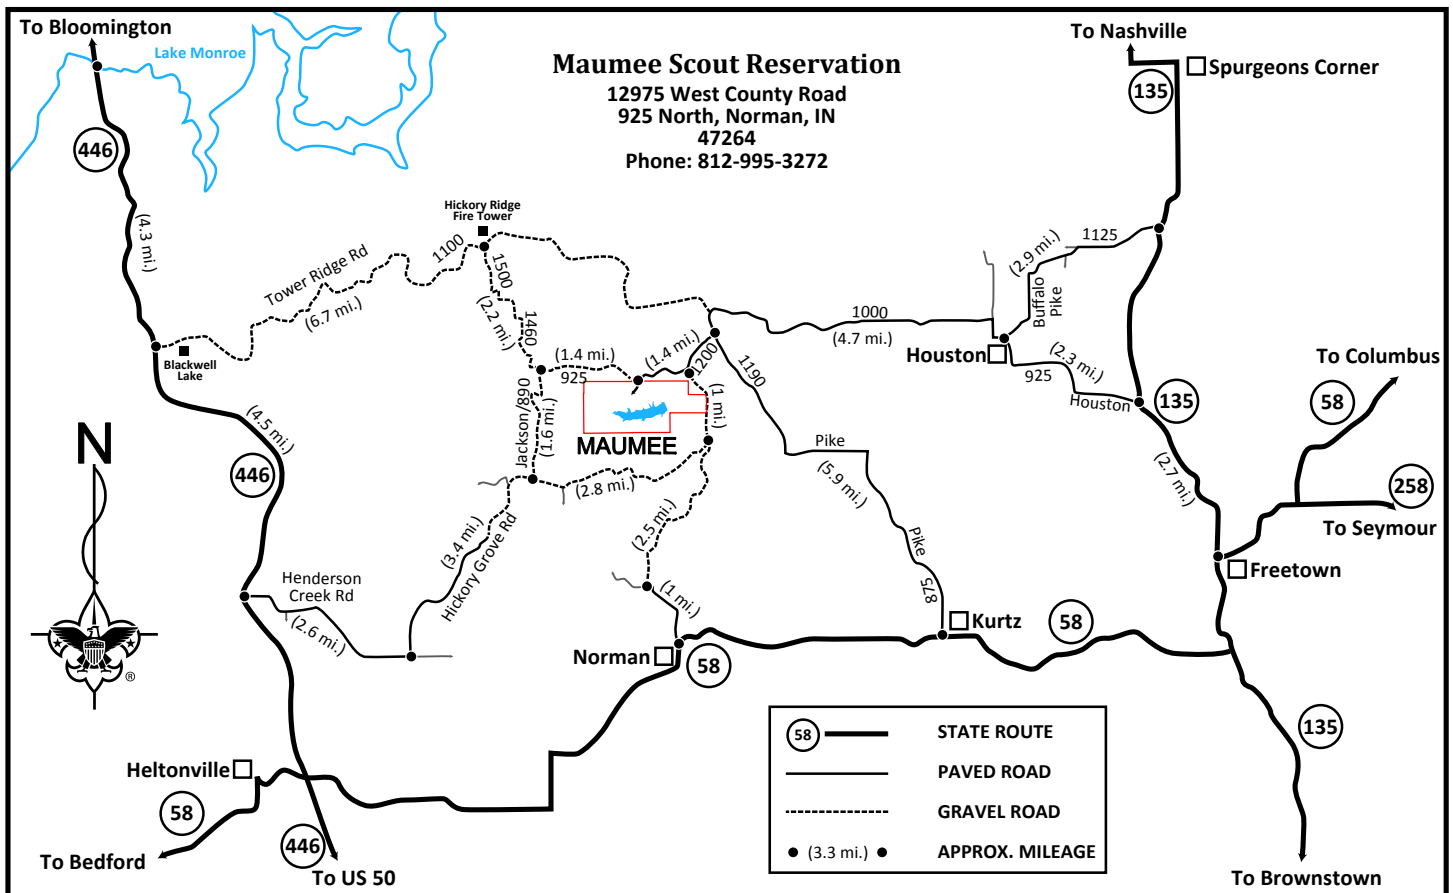 To Bloomington
Lake Monroe
Maumee Scout Reservation
12975 West County Road
925 North, Norman, IN
47264
Phone: 812-995-3272
To Nashville
Spurgeons Corner
135
446
(4.3 mi.)
Hickory Ridge
Fire Tower
1100
Tower Ridge Rd
(6.7 mi.)
1500
(2.2 mi.)
1460
Blackwell
Lake
(1.4 mi.)
925
(1.4 mi.)
1200
1190
1000
(4.7 mi.)
(2.9 mi.)
1125
Buffalo
Pike
Houston
(2.3 mi.)
925
Houston
135
To Columbus
58
(4.5 mi.)
446
N
Jackson/890
(1.6 mi.)
MAUMEE
(1 mi.)
(2.8 mi.)
Pike
(5.9 mi.)
(2.7 mi.)
258
To Seymour
(3.4 mi.)
Hickory Grove Rd
(2.5 mi.)
Pike
875
Freetown
Henderson
Creek Rd
(2.6 mi.)
(1 mi.)
Norman
58
Kurtz
58
®
135
58
STATE ROUTE
PAVED ROAD
GRAVEL ROAD
(3.3 mi.)
APPROX. MILEAGE
Heltonville
58
446
To Bedford
To US 50
To Brownstown